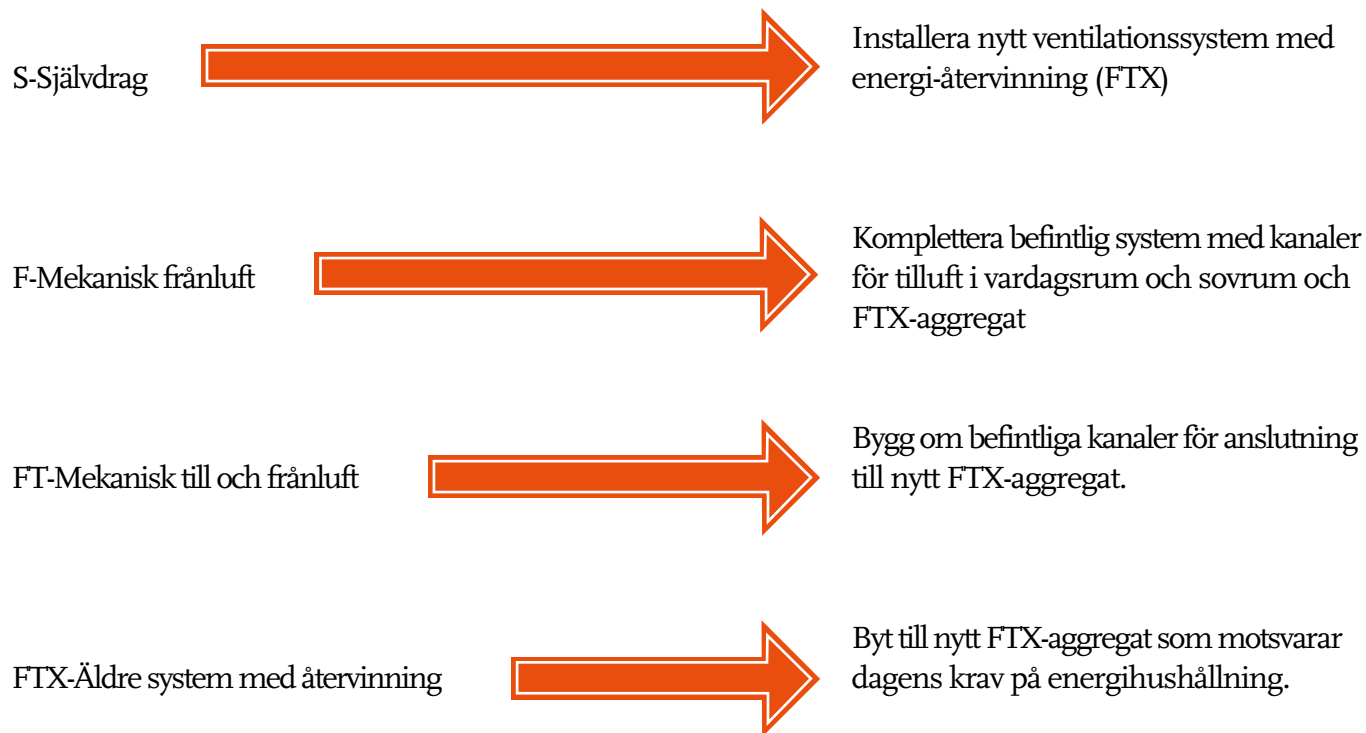 S-Självdrag
Installera nytt ventilationssystem med
energi-återvinning (FTX)
F-Mekanisk frånluft
Komplettera befintlig system med kanaler
för tilluft i vardagsrum och sovrum och
FTX-aggregat
FT-Mekanisk till och frånluft
Bygg om befintliga kanaler för anslutning
till nytt FTX-aggregat.
FTX-Äldre system med återvinning
Byt till nytt FTX-aggregat som motsvarar
dagens krav på energihushållning.